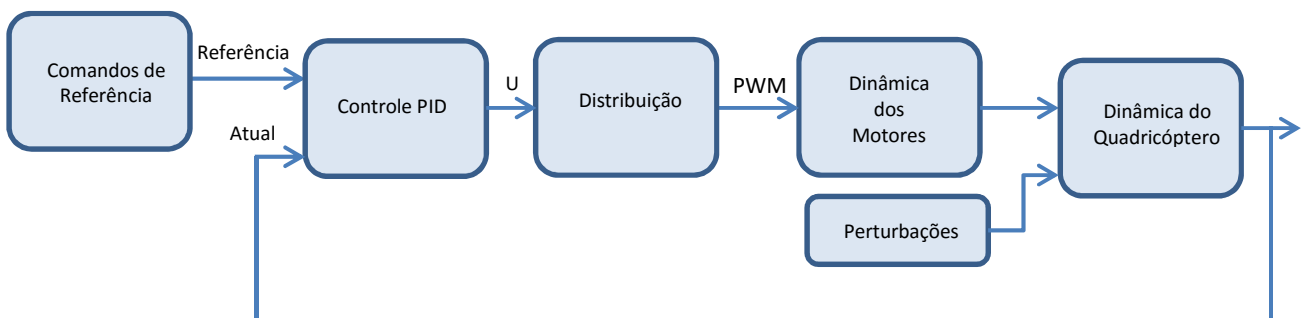 Comandos de
Referência
Referência
Atual
Controle PID
U
Distribuição
PWM
Dinâmica
dos
Motores
Perturbações
Dinâmica do
Quadricóptero